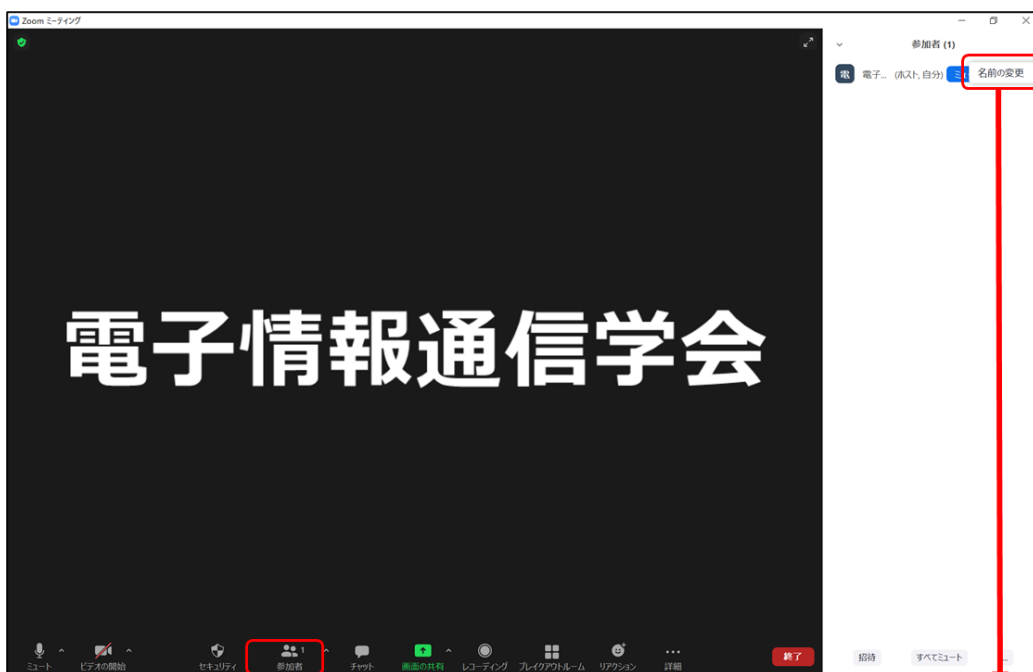 Zoom ミーティング
参加者 (1)
電 電子... (ホスト, 自分) ミュ 名前の変更
電子情報通信学会
ミュート ビデオの開始 セキュリティ 参加者 1 チャット 画面の共有 レコーディング ブレイクアウトルーム リアクション 詳細 終了
招待 すべてミュート ...